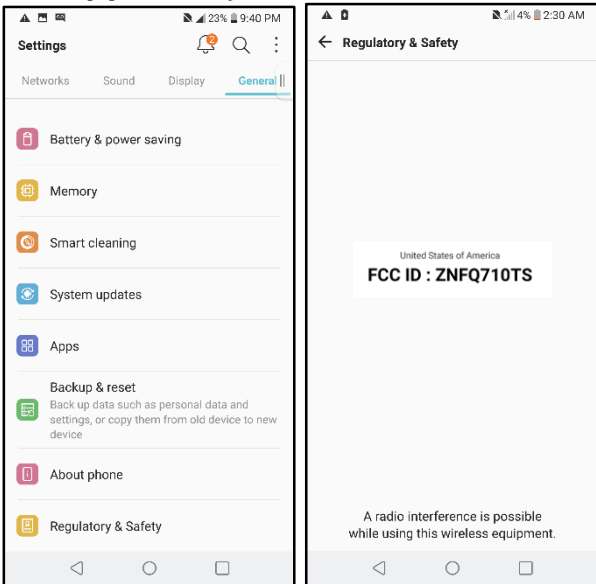 23% 9:40 PM
Settings
2
Networks Sound Display General
Battery & power saving
Memory
Smart cleaning
System updates
Apps
Backup & reset
Back up data such as personal data and
settings, or copy them from old device to new
device
About phone
Regulatory & Safety
4% 2:30 AM
Regulatory & Safety
United States of America
FCC ID : ZNFQ710TS
A radio interference is possible
while using this wireless equipment.